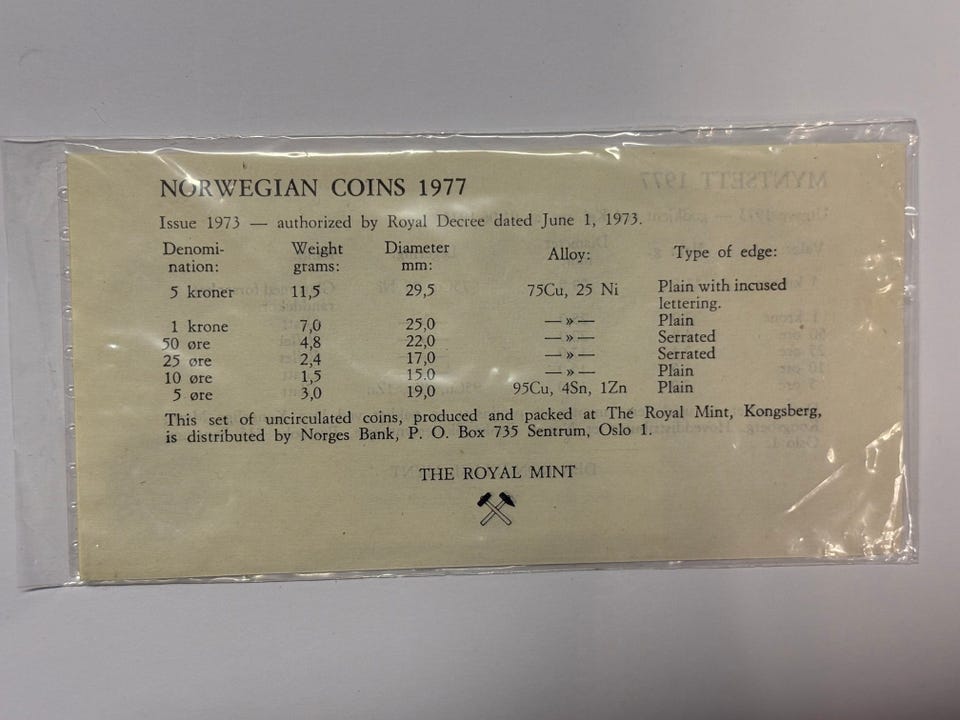 NORWEGIAN COINS 1977
Issue 1973 — authorized by Royal Decree dated June 1, 1973.
Denomi- Weight Diameter Alloy: Type of edge:
nation: grams: mm:
5 kroner 11,5 29,5 75Cu, 25 Ni Plain with incused
lettering.
1 krone 7,0 25,0 —»— Plain
50 øre 4,8 22,0 —»— Serrated
25 øre 2,4 17,0 —»— Serrated
10 øre 1,5 15.0 —»— Plain
5 øre 3,0 19,0 95Cu, 4Sn, 1Zn Plain
This set of uncirculated coins, produced and packed at The Royal Mint, Kongsberg,
is distributed by Norges Bank, P. O. Box 735 Sentrum, Oslo 1.
THE ROYAL MINT
MYNTSETT 1977